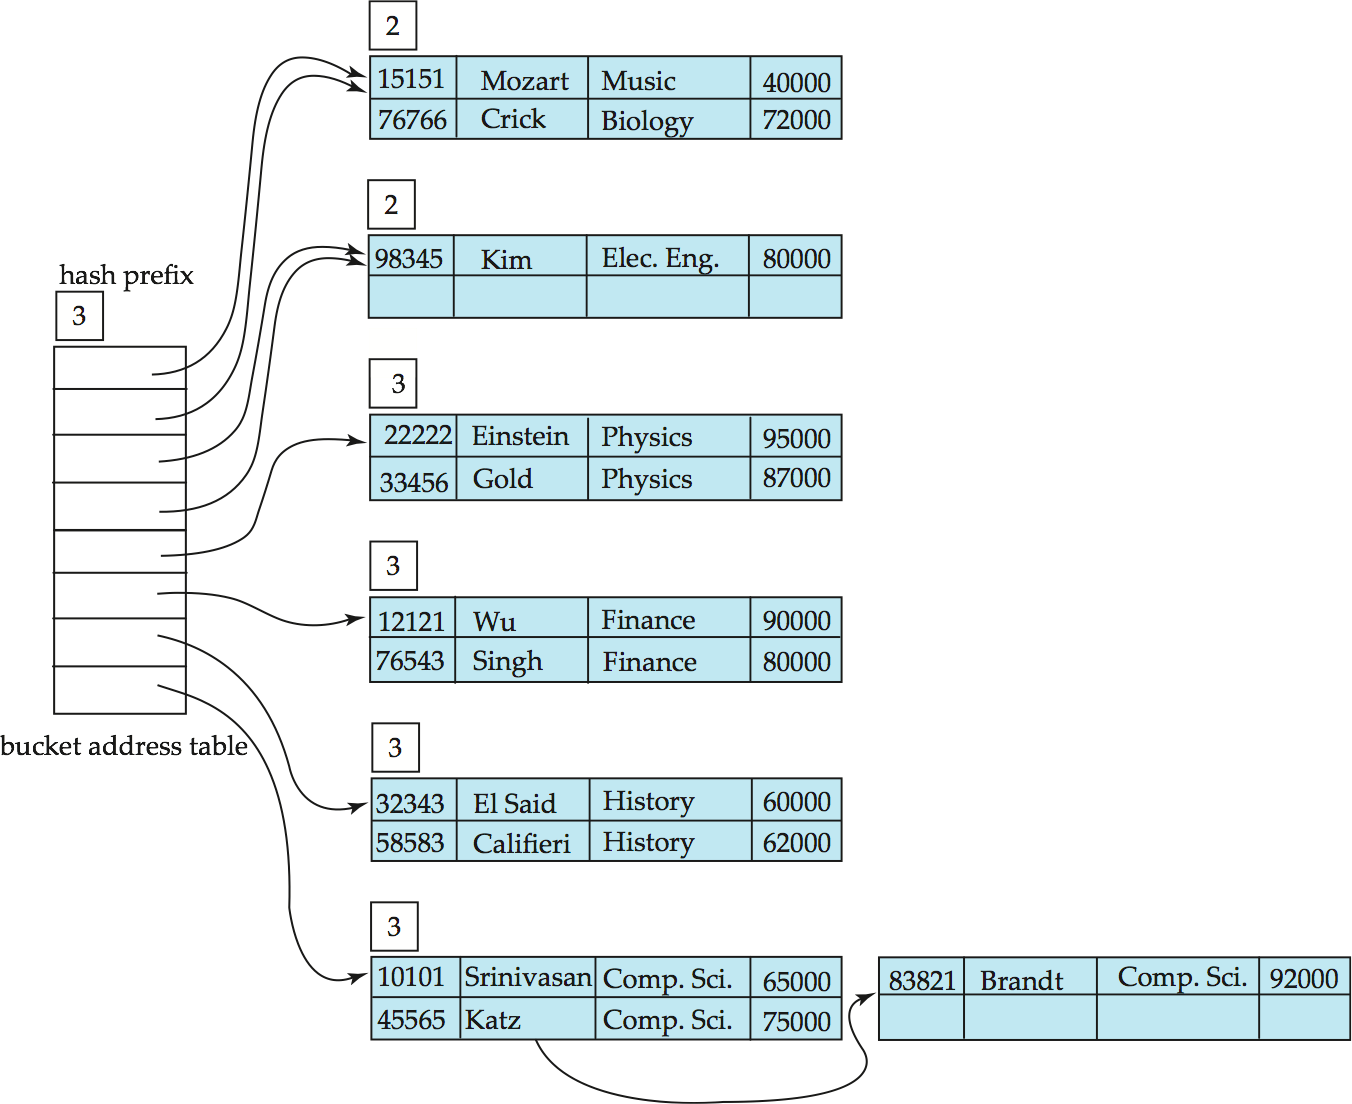 2
15151 Mozart Music 40000
76766 Crick Biology 72000
2
98345 Kim Elec. Eng. 80000
hash prefix
3
3
22222 Einstein Physics 95000
33456 Gold Physics 87000
3
12121 Wu Finance 90000
76543 Singh Finance 80000
bucket address table
3
32343 El Said History 60000
58583 Califieri History 62000
3
10101 Srinivasan Comp. Sci. 65000
45565 Katz Comp. Sci. 75000
83821 Brandt Comp. Sci. 92000